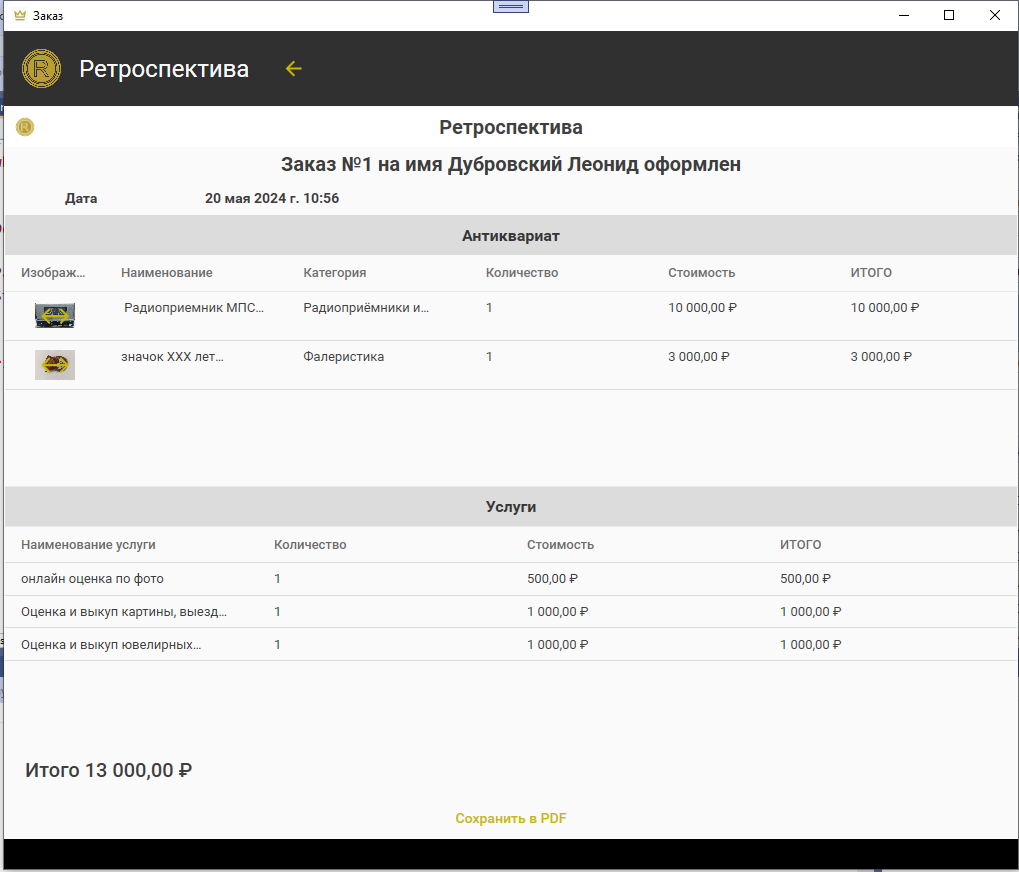 Заказ
Ретроспектива
Ретроспектива
Заказ №1 на имя Дубровский Леонид оформлен
Дата 20 мая 2024 г. 10:56
Антиквариат
Изображ... Наименование Категория Количество Стоимость ИТОГО
Радиоприемник МПС... Радиоприёмники и... 1 10 000,00 ₽ 10 000,00 ₽
значок XXX лет... Фалеристика 1 3 000,00 ₽ 3 000,00 ₽
Услуги
Наименование услуги Количество Стоимость ИТОГО
онлайн оценка по фото 1 500,00 ₽ 500,00 ₽
Оценка и выкуп картины, выезд... 1 1 000,00 ₽ 1 000,00 ₽
Оценка и выкуп ювелирных... 1 1 000,00 ₽ 1 000,00 ₽
Итого 13 000,00 ₽
Сохранить в PDF